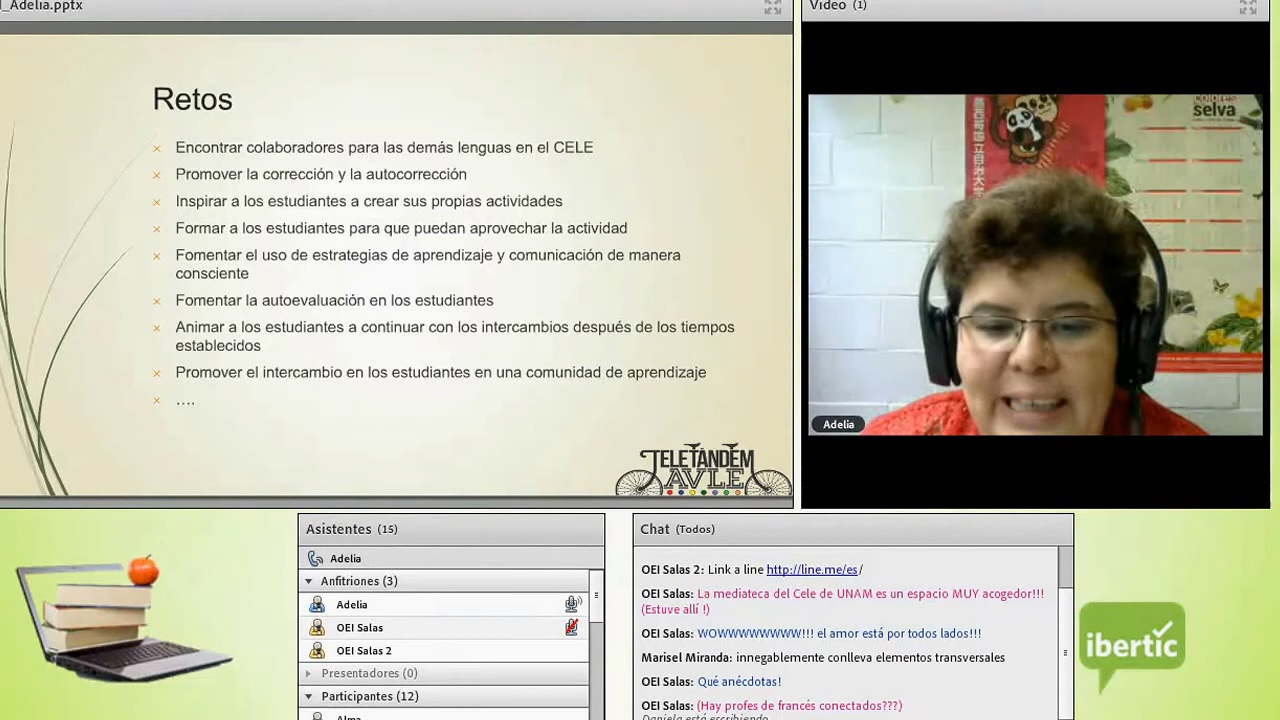 l_Adelia.pptx
Retos
Encontrar colaboradores para las demás lenguas en el CELE
Promover la corrección y la autocorrección
Inspirar a los estudiantes a crear sus propias actividades
Formar a los estudiantes para que puedan aprovechar la actividad
Fomentar el uso de estrategias de aprendizaje y comunicación de manera
consciente
Fomentar la autoevaluación en los estudiantes
Animar a los estudiantes a continuar con los intercambios después de los tiempos
establecidos
Promover el intercambio en los estudiantes en una comunidad de aprendizaje
....
TELETÁNDEM
AVLE
Video (1)
colores
selva
Adelia
Asistentes (15)
Adelia
Anfitriones (3)
Adelia
OEI Salas
OEI Salas 2
Presentadores (0)
Participantes (12)
Alma
Chat (Todos)
OEI Salas 2: Link a line http://line.me/es/
OEI Salas: La mediateca del Cele de UNAM es un espacio MUY acogedor!!!
(Estuve allí !)
OEI Salas: WOWWWWWWWW!!! el amor está por todos lados!!!
Marisel Miranda: innegablemente conlleva elementos transversales
OEI Salas: Qué anécdotas!
OEI Salas: (Hay profes de francés conectados???)
Daniela está escribiendo
ibertic